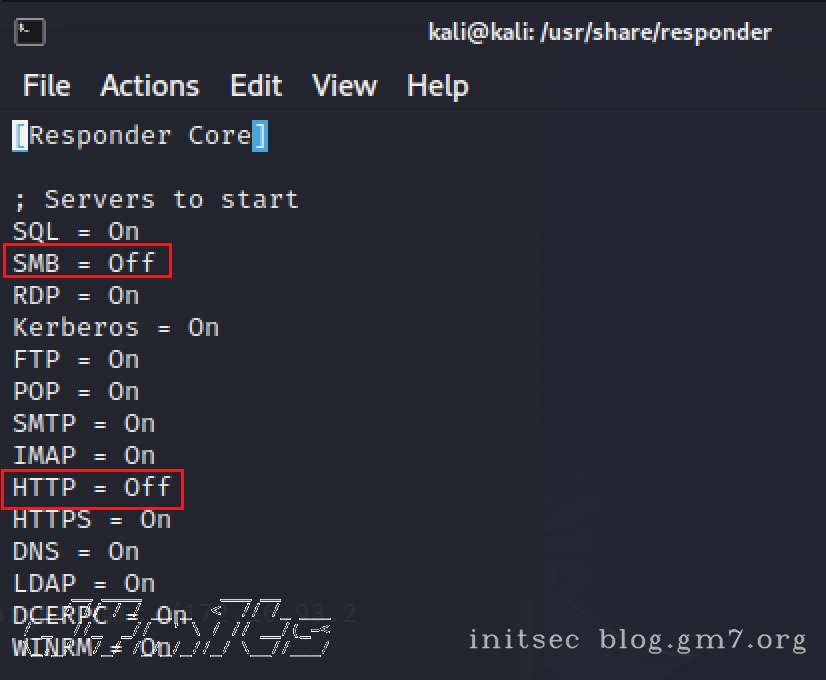 kali@kali: /usr/share/responder
File Actions Edit View Help
[Responder Core]
; Servers to start
SQL = On
SMB = Off
RDP = On
Kerberos = On
FTP = On
POP = On
SMTP = On
IMAP = On
HTTP = Off
HTTPS = On
DNS = On
LDAP = On
DCERPC = On
WINRM = On
initsec blog.gm7.org